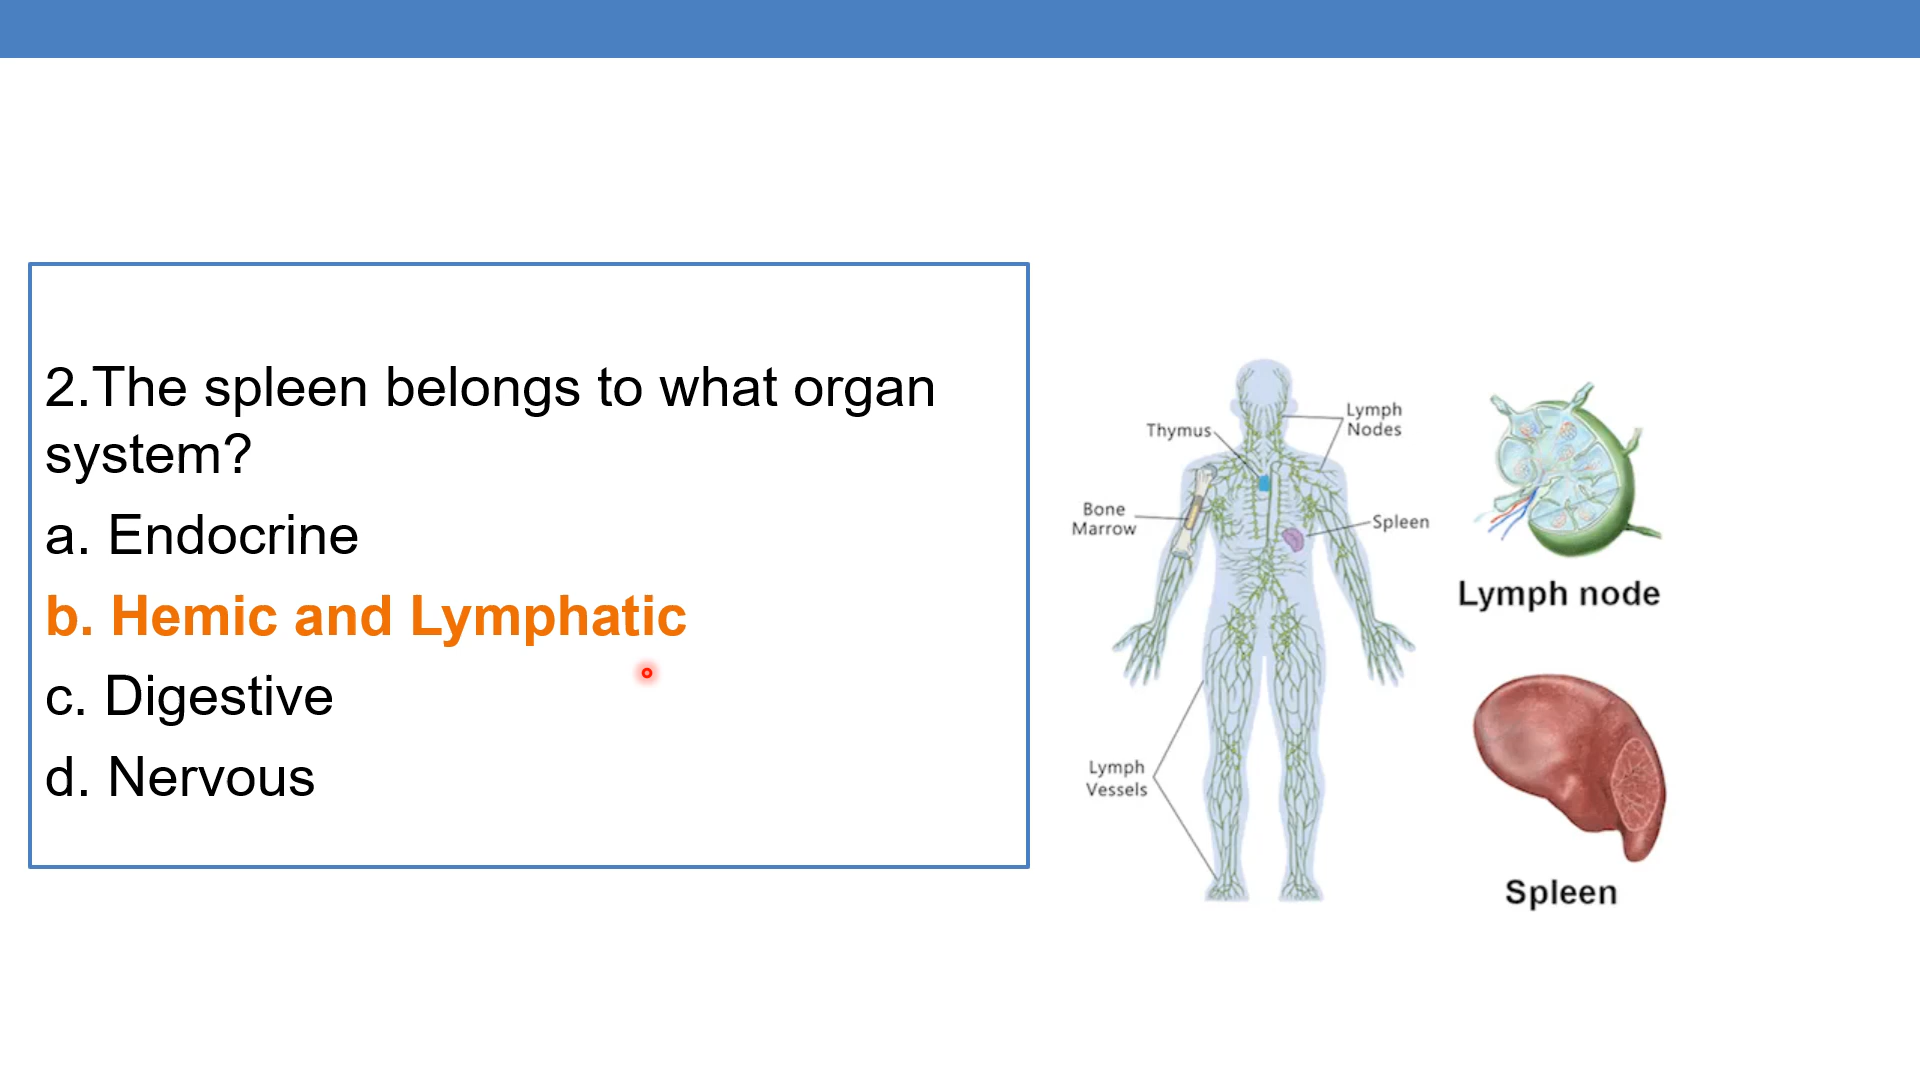 2.The spleen belongs to what organ
system?
a. Endocrine
b. Hemic and Lymphatic
c. Digestive
d. Nervous
Thymus
Lymph
Nodes
Bone
Marrow
Spleen
Lymph
Vessels
Lymph node
Spleen